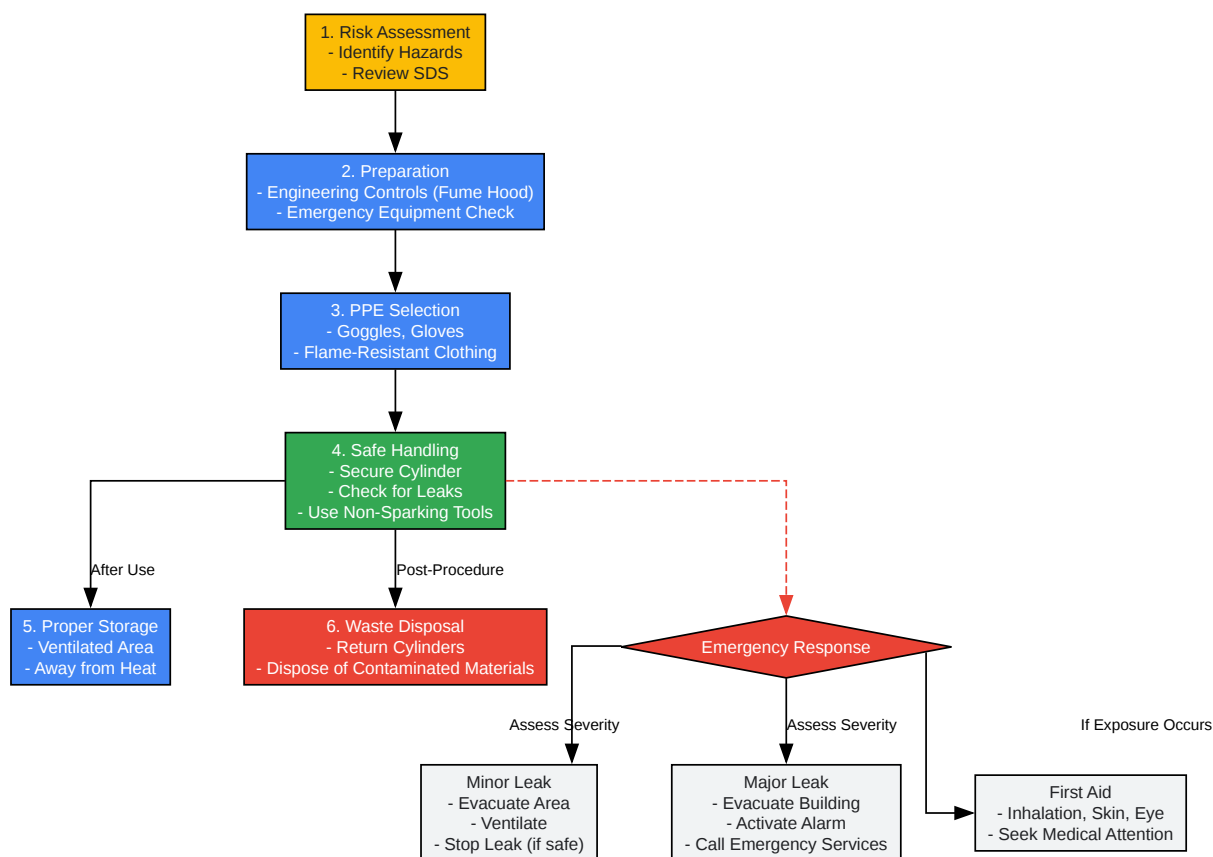 1. Risk Assessment
- Identify Hazards
- Review SDS
2. Preparation
- Engineering Controls (Fume Hood)
- Emergency Equipment Check
3. PPE Selection
- Goggles, Gloves
- Flame-Resistant Clothing
4. Safe Handling
- Secure Cylinder
- Check for Leaks
- Use Non-Sparking Tools
After Use
Post-Procedure
5. Proper Storage
- Ventilated Area
- Away from Heat
6. Waste Disposal
- Return Cylinders
- Dispose of Contaminated Materials
Emergency Response
Assess Severity
Assess Severity
If Exposure Occurs
Minor Leak
- Evacuate Area
- Ventilate
- Stop Leak (if safe)
Major Leak
- Evacuate Building
- Activate Alarm
- Call Emergency Services
First Aid
- Inhalation, Skin, Eye
- Seek Medical Attention